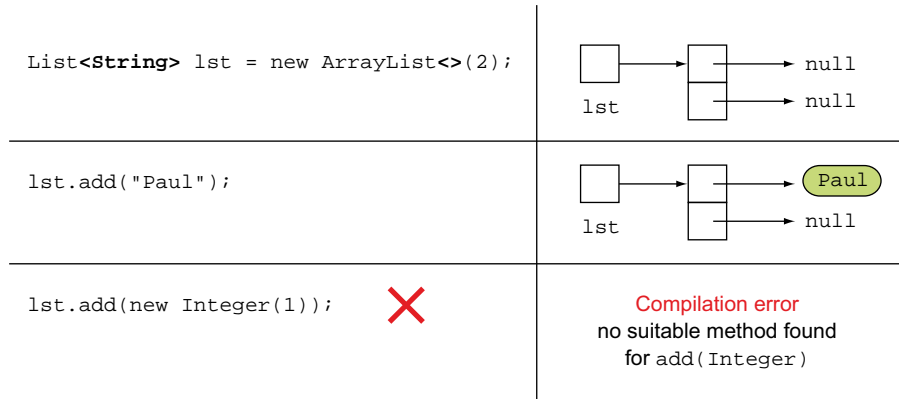 List<String> lst = new ArrayList<>(2);
null
null
lst
lst.add("Paul");
Paul
null
lst
lst.add(new Integer(1));
Compilation error
no suitable method found
for add(Integer)